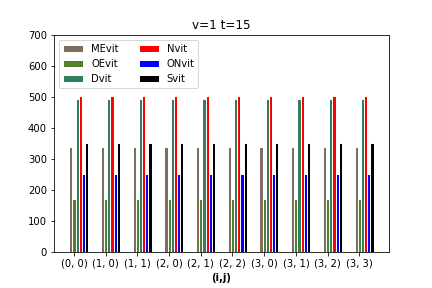 v=1 t=15
700
600
500
400
300
200
100
0
MEvit
OEvit
Dvit
Nvit
ONvit
Svit
(0, 0) (1, 0) (1, 1) (2, 0) (2, 1) (2, 2) (3, 0) (3, 1) (3, 2) (3, 3)
(i,j)